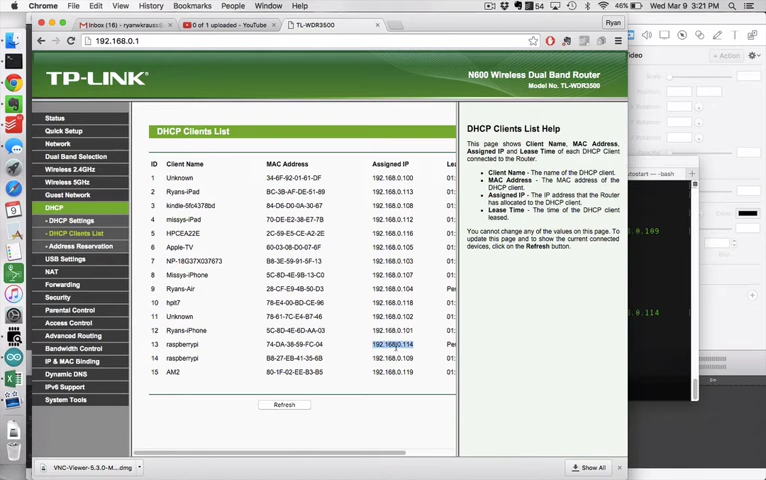 Chrome File Edit View History Bookmarks People Window Help 54 46% Wed Mar 9 3:21 PM
Inbox (16) - ryanwkrauss@
0 of 1 uploaded - YouTube
TL-WDR3500
Ryan
192.168.0.1
TP-LINK®
N600 Wireless Dual Band Router
Model No. TL-WDR3500
Status
Quick Setup
Network
Dual Band Selection
Wireless 2.4GHz
Wireless 5GHz
Guest Network
DHCP
- DHCP Settings
- DHCP Clients List
- Address Reservation
USB Settings
NAT
Forwarding
Security
Parental Control
Access Control
Advanced Routing
Bandwidth Control
IP & MAC Binding
Dynamic DNS
IPv6 Support
System Tools
DHCP Clients List
ID Client Name MAC Address Assigned IP
1 Unknown 34-6F-92-01-61-DF 192.168.0.100
2 Ryans-iPad BC-3B-AF-DE-51-89 192.168.0.113
3 kindle-5fc4378bd 84-D6-D0-0A-30-67 192.168.0.108
4 missys-iPad 70-DE-E2-38-E7-7B 192.168.0.112
5 HPCEA22E 2C-59-E5-CE-A2-2E 192.168.0.116
6 Apple-TV 60-03-08-D0-07-6F 192.168.0.105
7 NP-18G37X037673 B8-3E-59-91-5F-13 192.168.0.103
8 Missys-iPhone 5C-8D-4E-9B-13-C0 192.168.0.107
9 Ryans-Air 28-CF-E9-4B-50-D3 192.168.0.104
10 hplt7 78-E4-00-BD-CE-96 192.168.0.118
11 Unknown 78-61-7C-E4-B7-46 192.168.0.102
12 Ryans-iPhone 5C-8D-4E-6D-AA-03 192.168.0.101
13 raspberrypi 74-DA-38-59-FC-04 192.168.0.114
14 raspberrypi B8-27-EB-41-35-6B 192.168.0.109
15 AM2 80-1F-02-EE-B3-B5 192.168.0.119
Refresh
DHCP Clients List Help
This page shows Client Name, MAC Address,
Assigned IP and Lease Time of each DHCP Client
connected to the Router.
• Client Name - The name of the DHCP client.
• MAC Address - The MAC address of the
DHCP client.
• Assigned IP - The IP address that the Router
has allocated to the DHCP client.
• Lease Time - The time of the DHCP client
leased.
You cannot change any of the values on this page. To
update this page and to show the current connected
devices, click on the Refresh button.
+ Action
autostart — -bash
.0.109
.0.114
VNC-Viewer-5.3.0-M....dmg
Show All